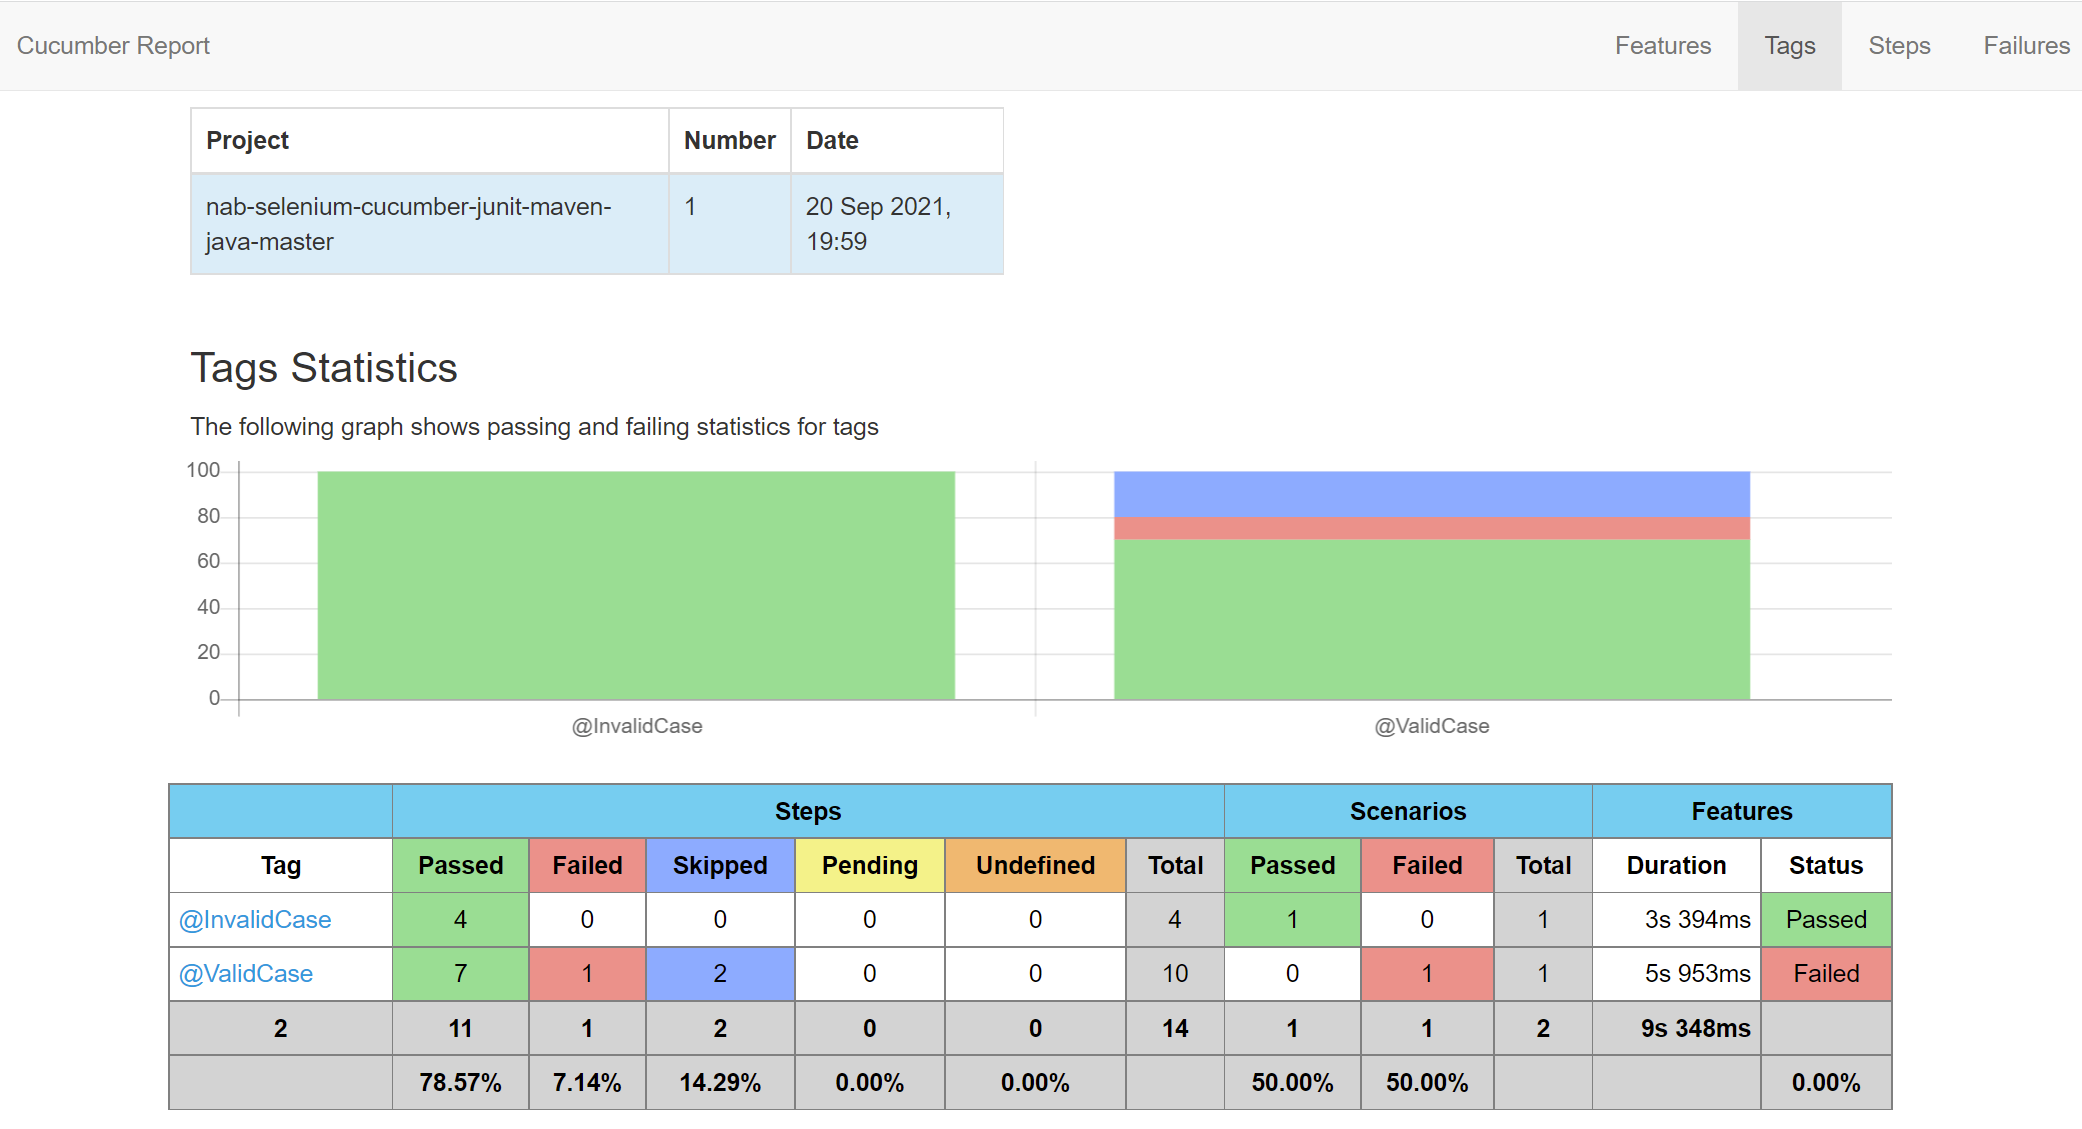 Cucumber Report Features Tags Steps Failures
Project Number Date
nab-selenium-cucumber-junit-maven- 1 20 Sep 2021,
java-master 19:59
Tags Statistics
The following graph shows passing and failing statistics for tags
100
80
60
40
20
0
@InvalidCase @ValidCase
Steps Scenarios Features
Tag Passed Failed Skipped Pending Undefined Total Passed Failed Total Duration Status
@InvalidCase 4 0 0 0 0 4 1 0 1 3s 394ms Passed
@ValidCase 7 1 2 0 0 10 0 1 1 5s 953ms Failed
2 11 1 2 0 0 14 1 1 2 9s 348ms
78.57% 7.14% 14.29% 0.00% 0.00% 50.00% 50.00% 0.00%